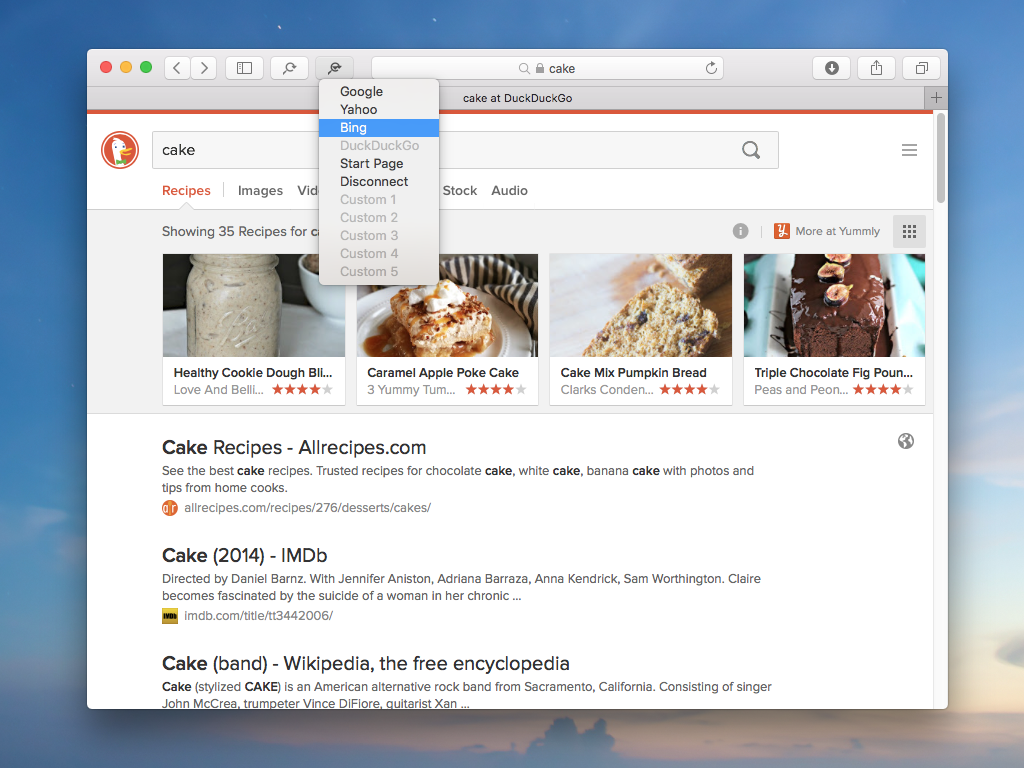 cake
cake at DuckDuckGo
Google
Yahoo
Bing
DuckDuckGo
Start Page
Disconnect
Custom 1
Custom 2
Custom 3
Custom 4
Custom 5
cake
Recipes Images Stock Audio
Showing 35 Recipes for
More at Yummly
Healthy Cookie Dough Bli...
Love And Belli...
Caramel Apple Poke Cake
3 Yummy Tum...
Cake Mix Pumpkin Bread
Clarks Conden...
Triple Chocolate Fig Poun...
Peas and Peon...
Cake Recipes - Allrecipes.com
See the best cake recipes. Trusted recipes for chocolate cake, white cake, banana cake with photos and
tips from home cooks.
allrecipes.com/recipes/276/desserts/cakes/
Cake (2014) - IMDb
Directed by Daniel Barnz. With Jennifer Aniston, Adriana Barraza, Anna Kendrick, Sam Worthington. Claire
becomes fascinated by the suicide of a woman in her chronic ...
IMDb imdb.com/title/tt3442006/
Cake (band) - Wikipedia, the free encyclopedia
Cake (stylized CAKE) is an American alternative rock band from Sacramento, California. Consisting of singer
John McCrea, trumpeter Vince DiFiore, guitarist Xan ...